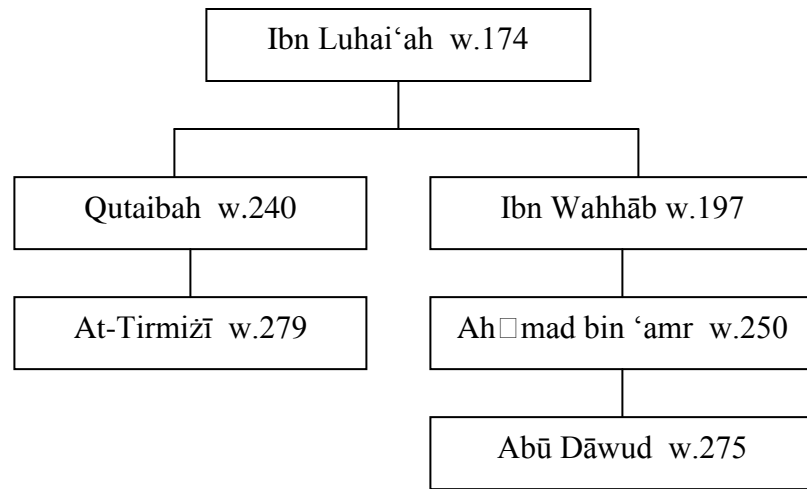 Ibn Luhai‘ah w.174
Qutaibah w.240
Ibn Wahhāb w.197
At-Tirmiżī w.279
Ah□mad bin ‘amr w.250
Abū Dāwud w.275